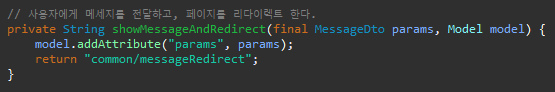 // 사용자에게 메세지를 전달하고, 페이지를 리다이렉트 한다.
private String showMessageAndRedirect(final MessageDto params, Model model) {
    model.addAttribute("params", params);
    return "common/messageRedirect";
}